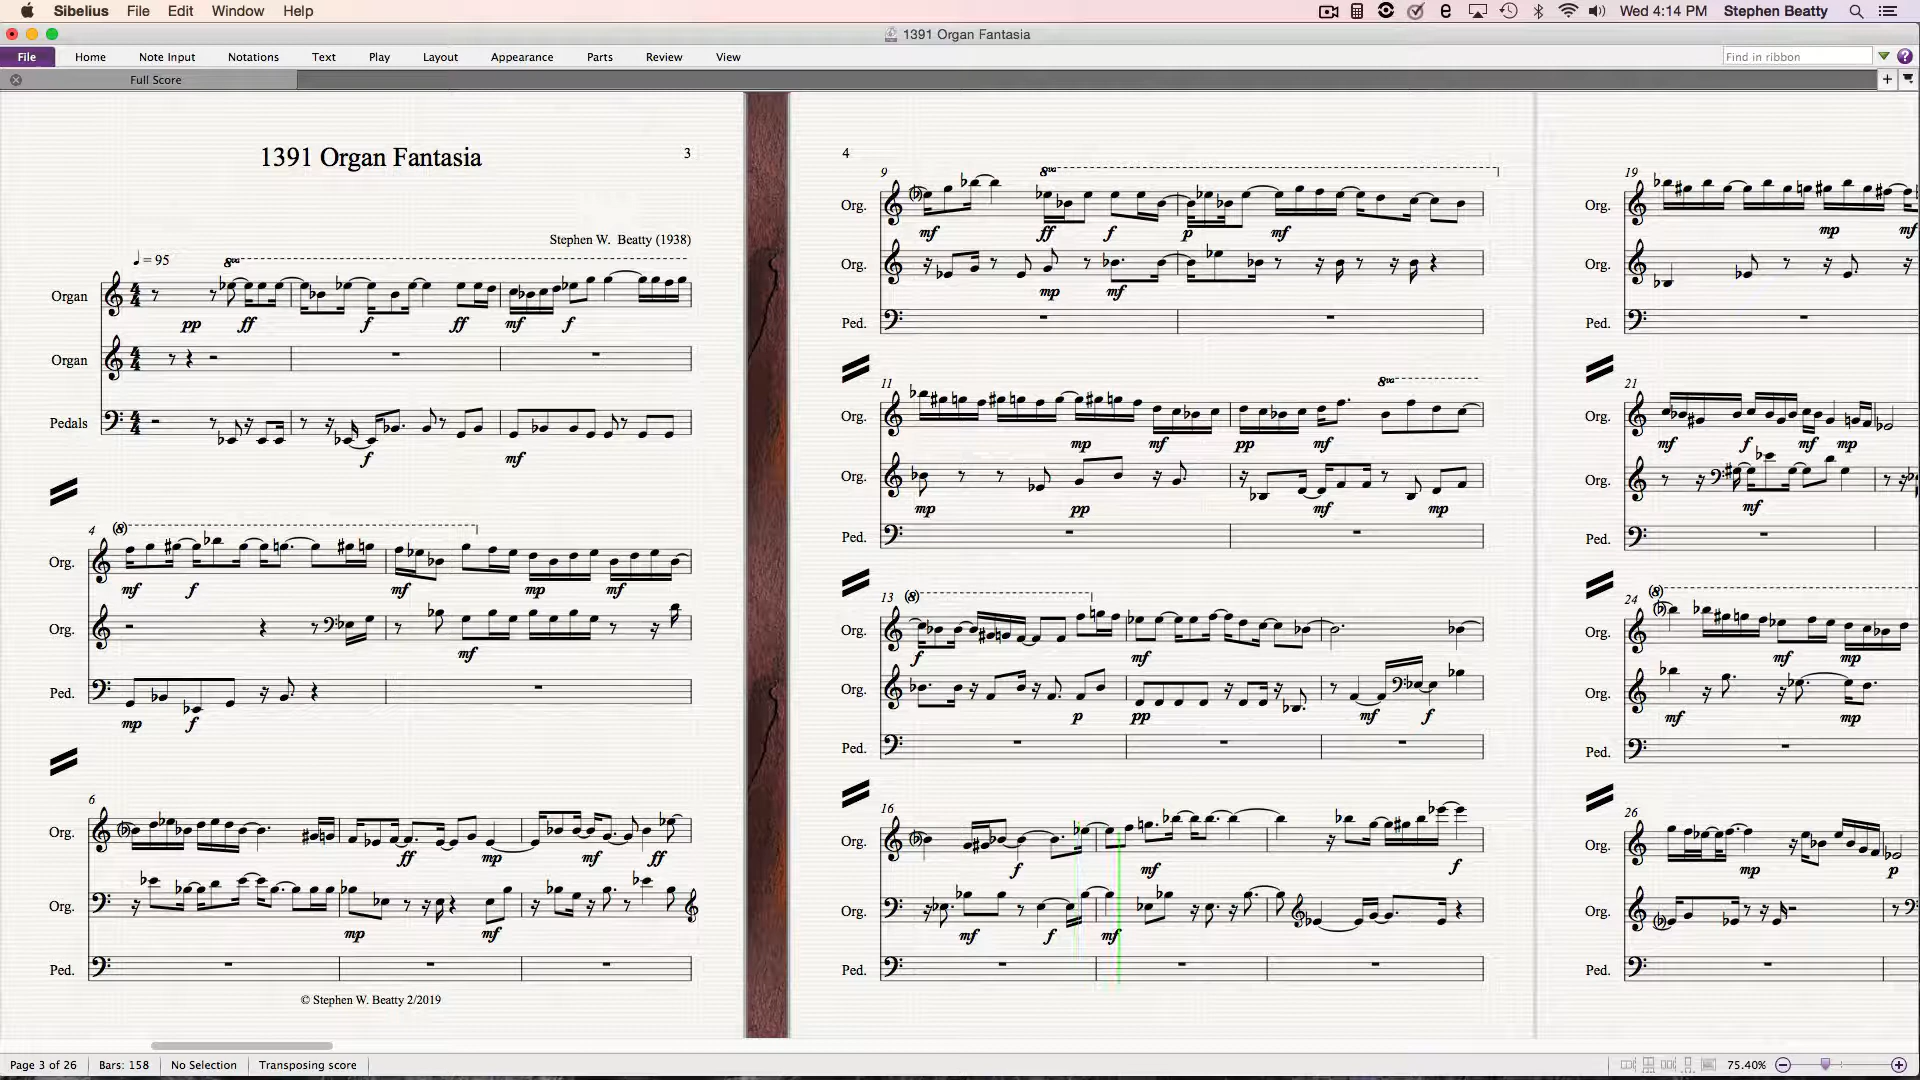 Sibelius File Edit Window Help Wed 4:14 PM Stephen Beatty
1391 Organ Fantasia
File Home Note Input Notations Text Play Layout Appearance Parts Review View Find in ribbon
Full Score
1391 Organ Fantasia
3
Stephen W. Beatty (1938)
= 95
8va
Organ
pp ff f ff mf f
Organ
Pedals
f mf
4 (8)
Org.
mf f mf mp mf
Org.
mf
Ped.
mp f
6
Org.
ff mp mf ff
Org.
mp mf
Ped.
© Stephen W. Beatty 2/2019
4
9 8va
Org.
mf ff f p mf
Org.
mp mf
Ped.
11 8va
Org.
mp mf pp mf
Org.
mp pp mf mp
Ped.
13 (8)
Org.
f mf
Org.
p pp mf f
Ped.
16
Org.
f mf f
Org.
mf f mf
Ped.
19
Org.
mp mf
Org.
Ped.
21
Org.
mf f mf mp
Org.
mf
Ped.
24 (8)
Org.
mf mp
Org.
mf mp
Ped.
26
Org.
mp p
Org.
Ped.
Page 3 of 26 Bars: 158 No Selection Transposing score 75.40%